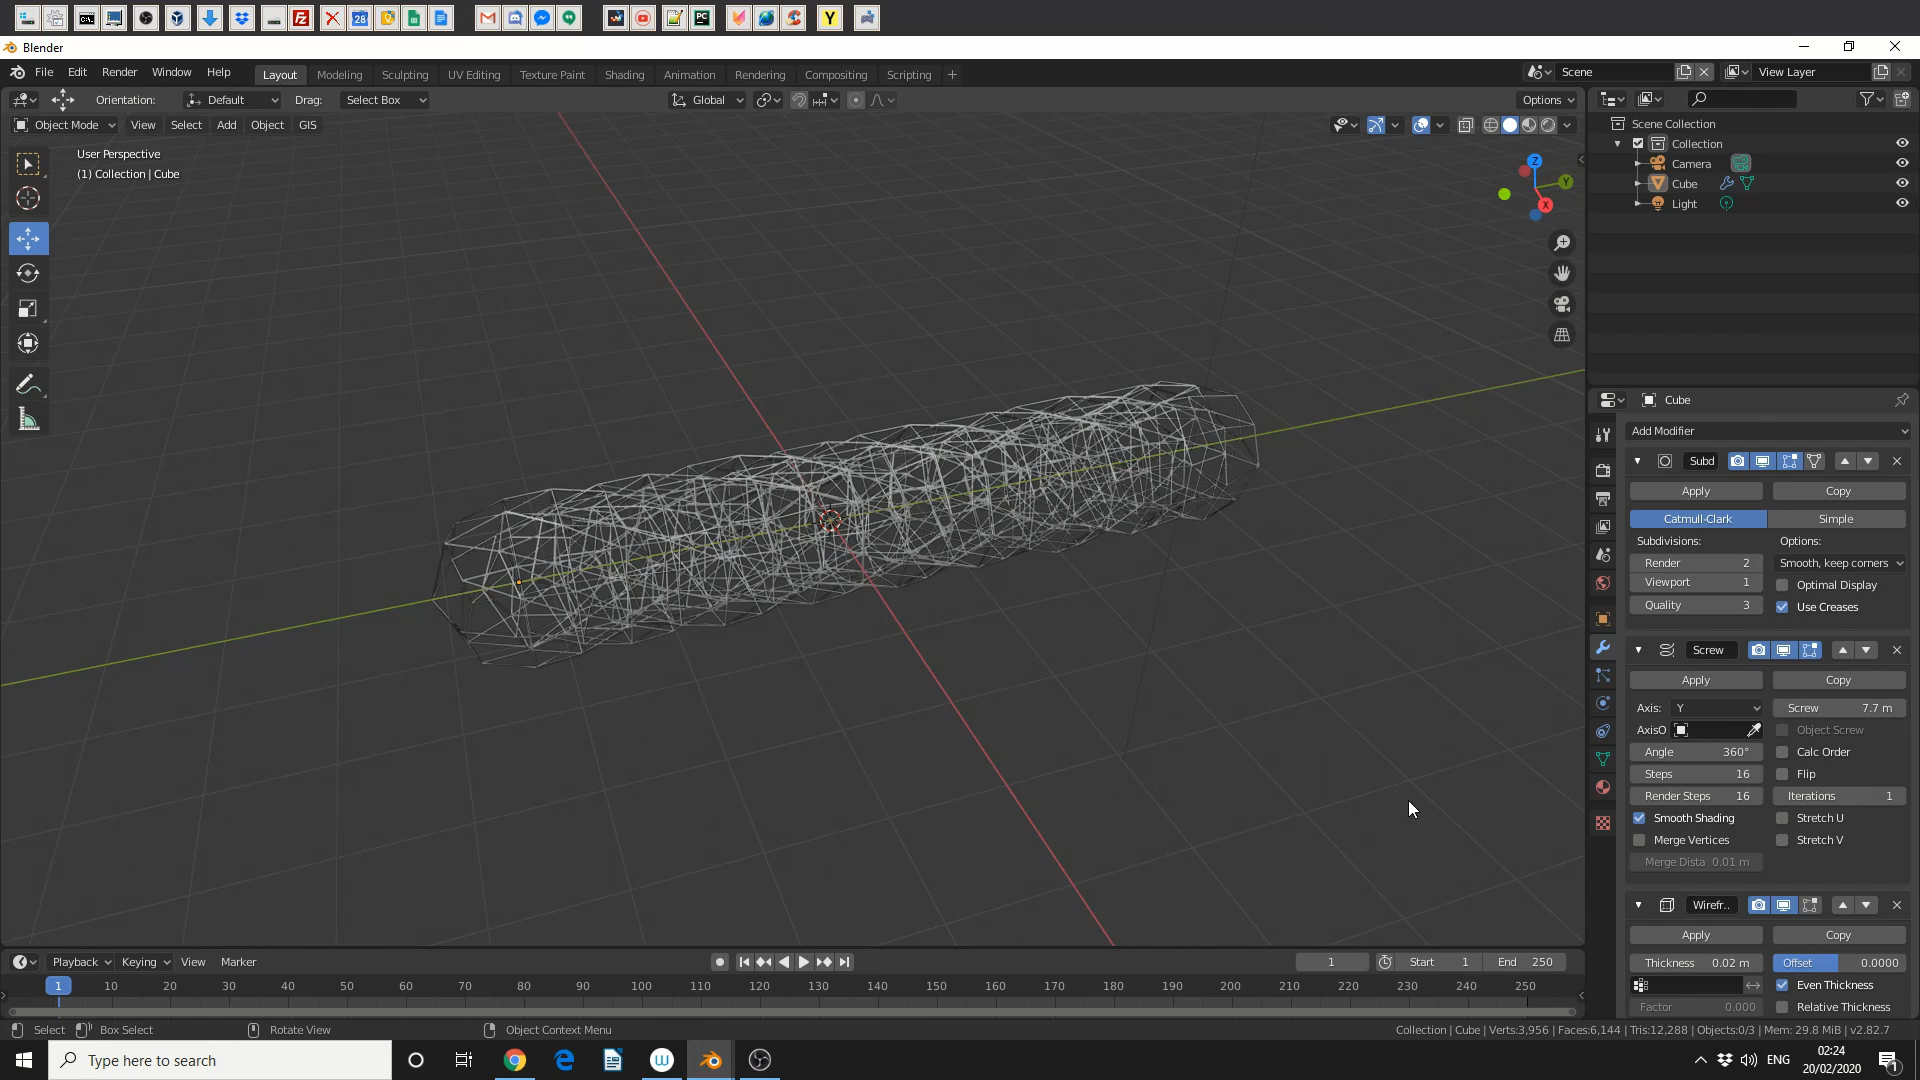 28
Y
Blender
File Edit Render Window Help Layout Modeling Sculpting UV Editing Texture Paint Shading Animation Rendering Compositing Scripting + Scene View Layer
Orientation: Default Drag: Select Box Global Options
Object Mode View Select Add Object GIS
User Perspective
(1) Collection | Cube
Z
Y
X
Scene Collection
Collection
Camera
Cube
Light
Cube
Add Modifier
Subd
Apply Copy
Catmull-Clark Simple
Subdivisions: Options:
Render 2 Smooth, keep corners
Viewport 1 Optimal Display
Quality 3 Use Creases
Screw
Apply Copy
Axis: Y Screw 7.7 m
AxisO Object Screw
Angle 360° Calc Order
Steps 16 Flip
Render Steps 16 Iterations 1
Smooth Shading Stretch U
Merge Vertices Stretch V
Merge Dista 0.01 m
Wirefr..
Apply Copy
Thickness 0.02 m Offset 0.0000
Even Thickness
Factor 0.000 Relative Thickness
Playback Keying View Marker 1 Start 1 End 250
1 10 20 30 40 50 60 70 80 90 100 110 120 130 140 150 160 170 180 190 200 210 220 230 240 250
Select Box Select Rotate View Object Context Menu Collection | Cube | Verts:3,956 | Faces:6,144 | Tris:12,288 | Objects:0/3 | Mem: 29.8 MiB | v2.82.7
Type here to search ENG 02:24
20/02/2020 1